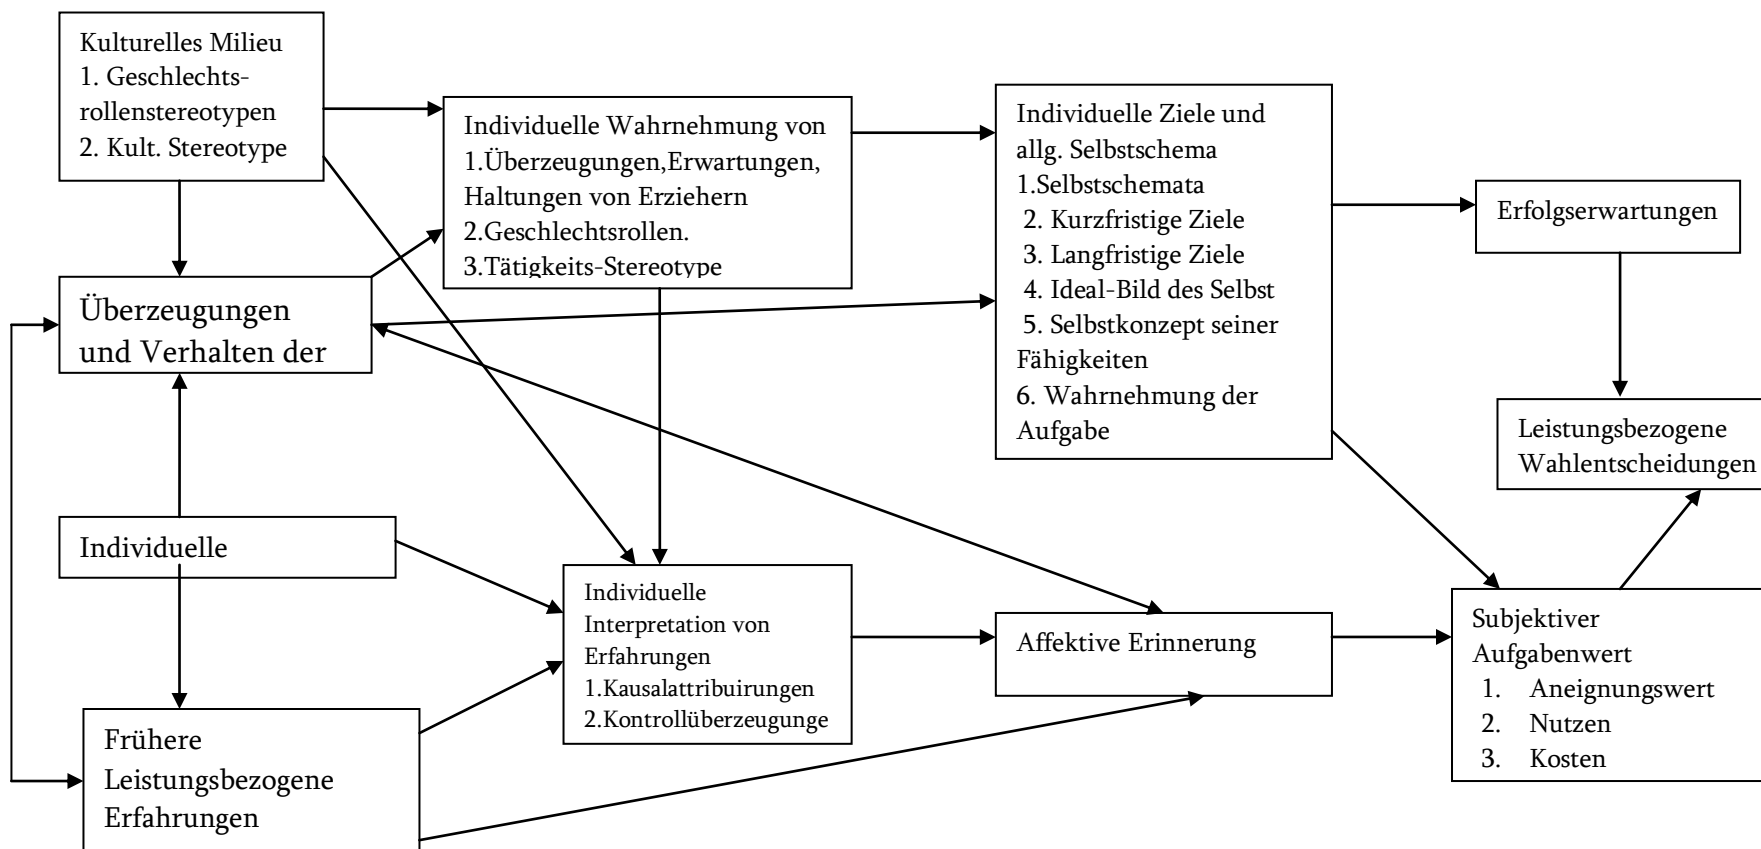 Kulturelles Milieu
1. Geschlechts-
rollenstereotypen
2. Kult. Stereotype
Individuelle Wahrnehmung von
1.Überzeugungen,Erwartungen,
Haltungen von Erziehern
2.Geschlechtsrollen.
3.Tätigkeits-Stereotype
Individuelle Ziele und
allg. Selbstschema
1.Selbstschemata
2. Kurzfristige Ziele
3. Langfristige Ziele
4. Ideal-Bild des Selbst
5. Selbstkonzept seiner
Fähigkeiten
6. Wahrnehmung der
Aufgabe
Erfolgserwartungen
Überzeugungen
und Verhalten der
Leistungsbezogene
Wahlentscheidungen
Individuelle
Individuelle
Interpretation von
Erfahrungen
1.Kausalattribuirungen
2.Kontrollüberzeugunge
Affektive Erinnerung
Subjektiver
Aufgabenwert
1. Aneignungswert
2. Nutzen
3. Kosten
Frühere
Leistungsbezogene
Erfahrungen